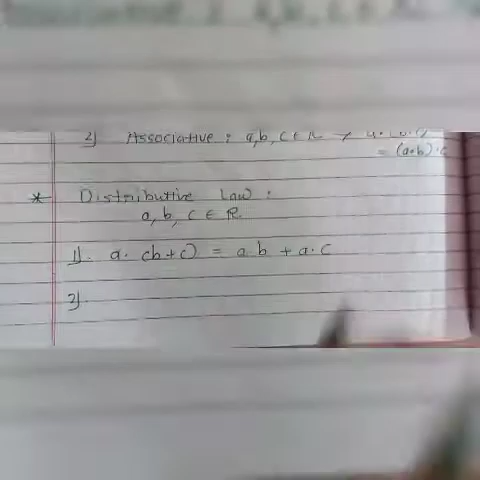 2) Associative : a, b, c ∈ R
= (a•b)•c
* Distributive Law :
a, b, c ∈ R
1). a. (b+c) = a b + a. c
2).